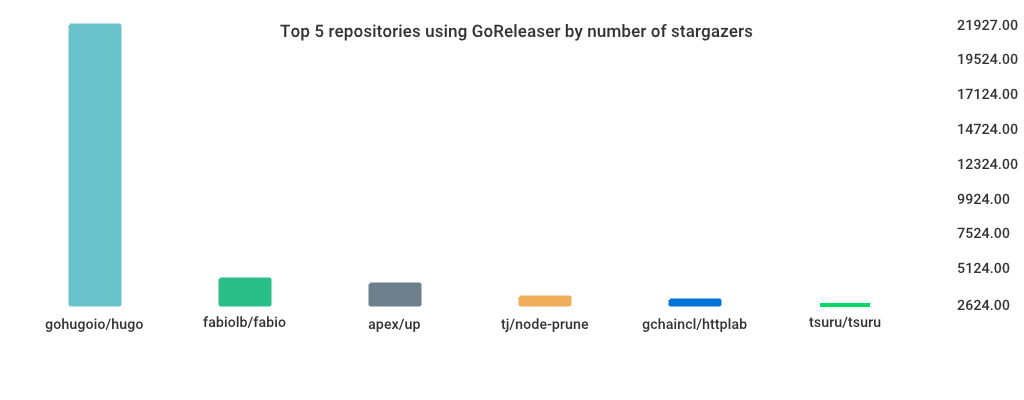 Top 5 repositories using GoReleaser by number of stargazers
21927.00
19524.00
17124.00
14724.00
12324.00
9924.00
7524.00
5124.00
2624.00
gohugoio/hugo
fabiolb/fabio
apex/up
tj/node-prune
gchaincl/httplab
tsuru/tsuru